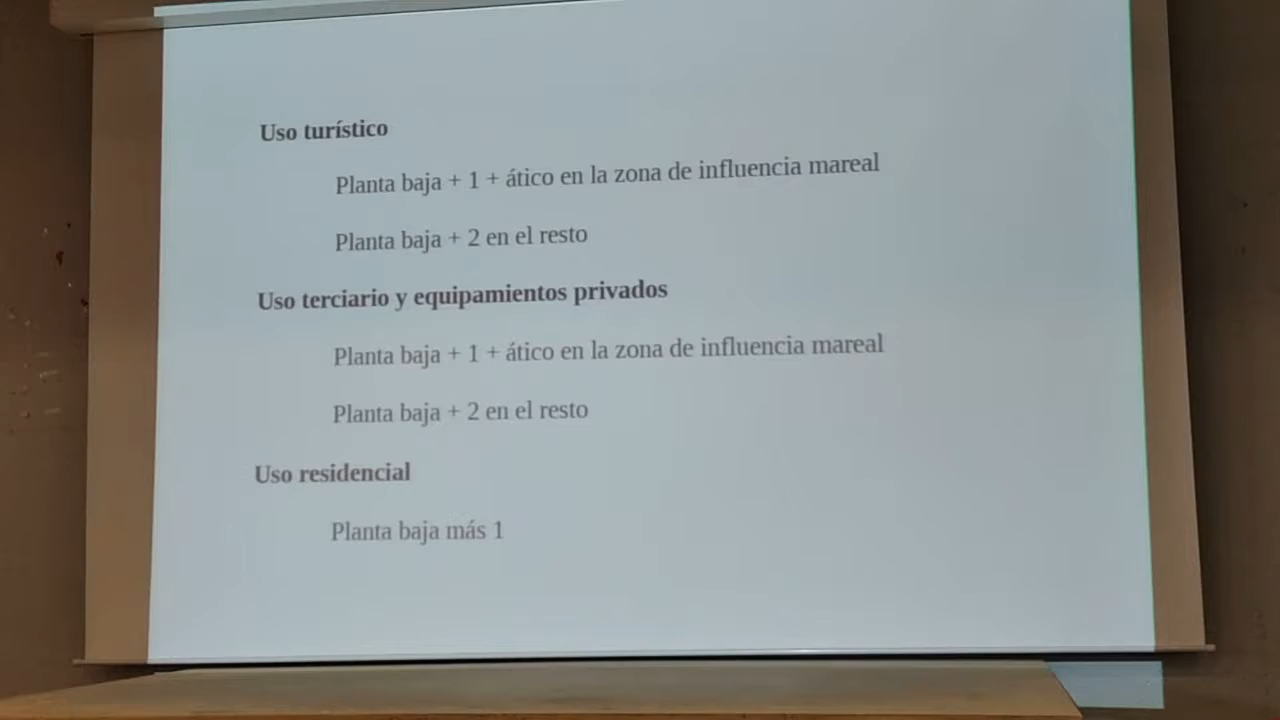 Uso turístico
Planta baja + 1 + ático en la zona de influencia mareal
Planta baja + 2 en el resto
Uso terciario y equipamientos privados
Planta baja + 1 + ático en la zona de influencia mareal
Planta baja + 2 en el resto
Uso residencial
Planta baja más 1